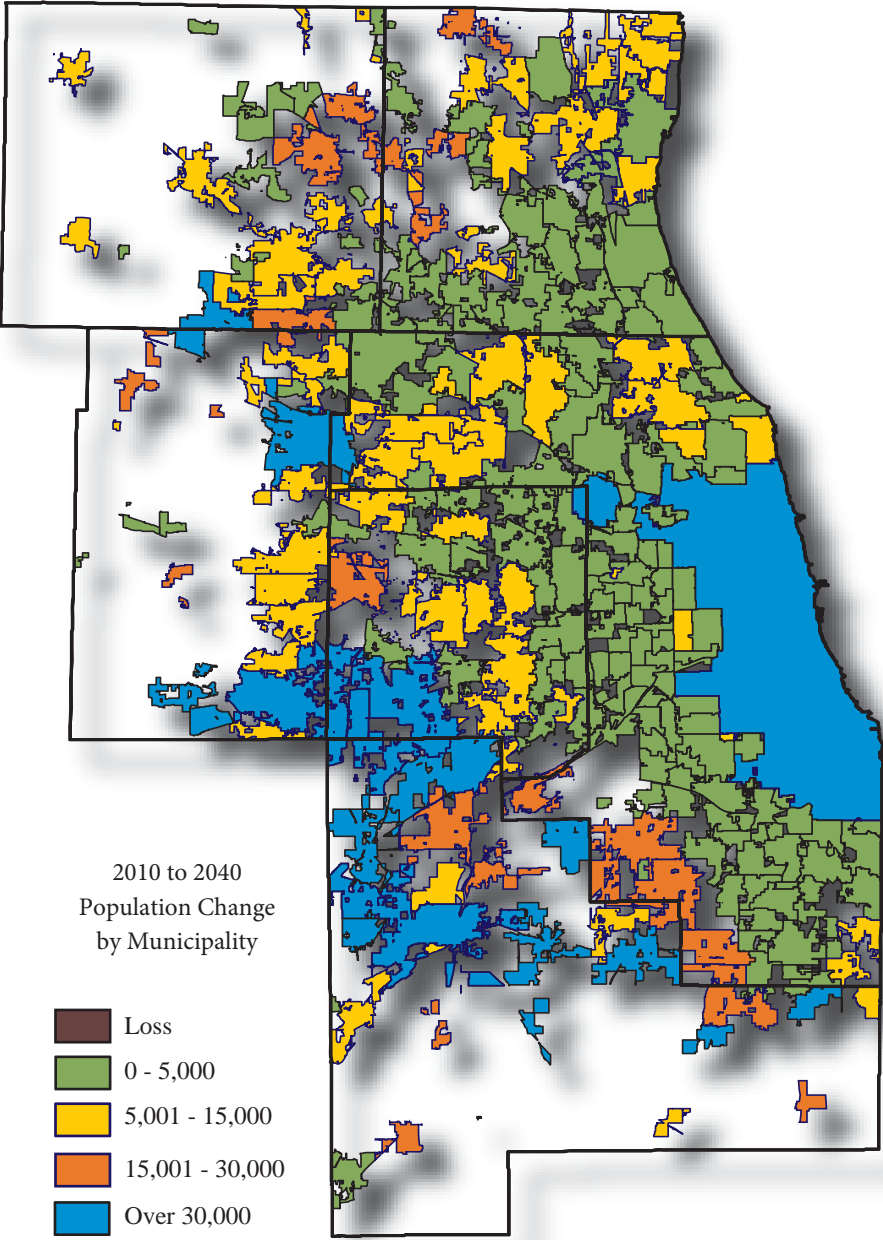 2010 to 2040
Population Change
by Municipality
Loss
0 - 5,000
5,001 - 15,000
15,001 - 30,000
Over 30,000